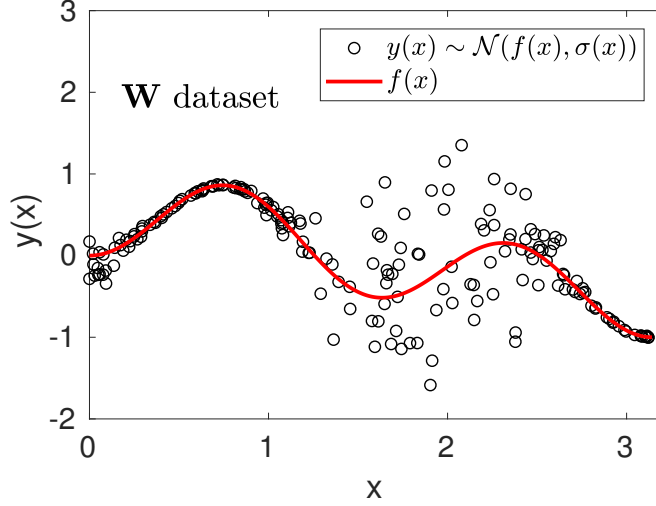 3
y(x) ∼ N(f(x), σ(x))
f(x)
2
W dataset
1
y(x)
0
-1
-2
0 1 2 3
x